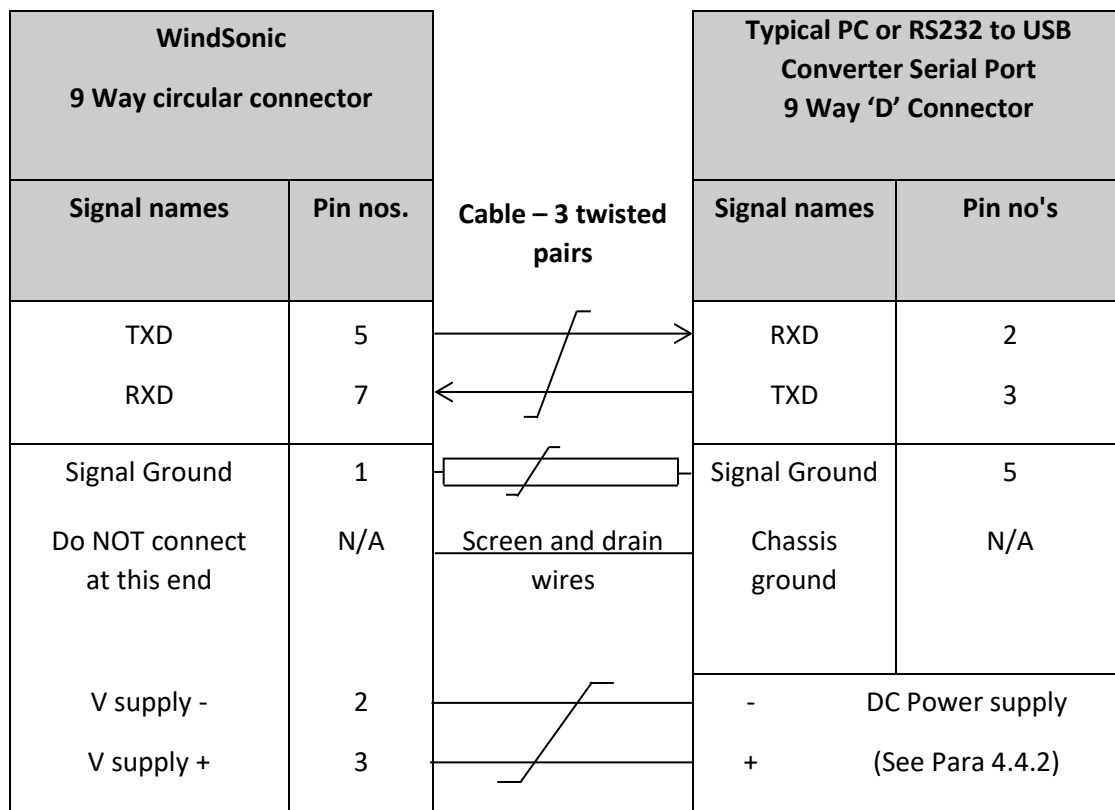 WindSonic
9 Way circular connector
Typical PC or RS232 to USB
Converter Serial Port
9 Way ‘D’ Connector
Signal names
Pin nos.
Cable – 3 twisted
pairs
Signal names
Pin no's
TXD
5
RXD
2
RXD
7
TXD
3
Signal Ground
1
Signal Ground
5
Do NOT connect
at this end
N/A
Screen and drain
wires
Chassis
ground
N/A
V supply -
2
-
DC Power supply
V supply +
3
+
(See Para 4.4.2)